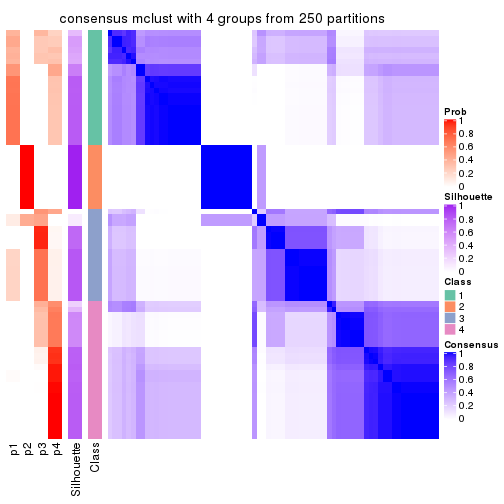 consensus mclust with 4 groups from 250 partitions
Prob
1
0.8
0.6
0.4
0.2
0
Silhouette
1
0.8
0.6
0.4
0.2
0
Class
1
2
3
4
Consensus
1
0.8
0.6
0.4
0.2
0
p1
p2
p3
p4
Silhouette
Class